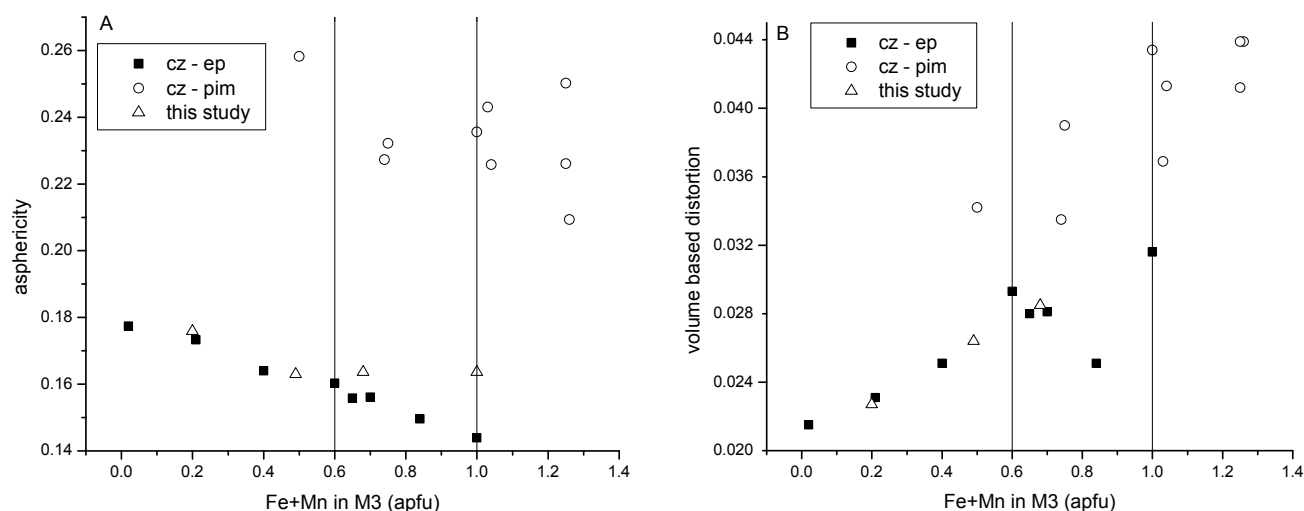 A
cz - ep
cz - pim
this study
0.26
0.24
0.22
0.20
0.18
0.16
0.14
asphericity
0.0 0.2 0.4 0.6 0.8 1.0 1.2 1.4
Fe+Mn in M3 (apfu)
B
cz - ep
cz - pim
this study
0.044
0.040
0.036
0.032
0.028
0.024
0.020
volume based distortion
0.0 0.2 0.4 0.6 0.8 1.0 1.2 1.4
Fe+Mn in M3 (apfu)